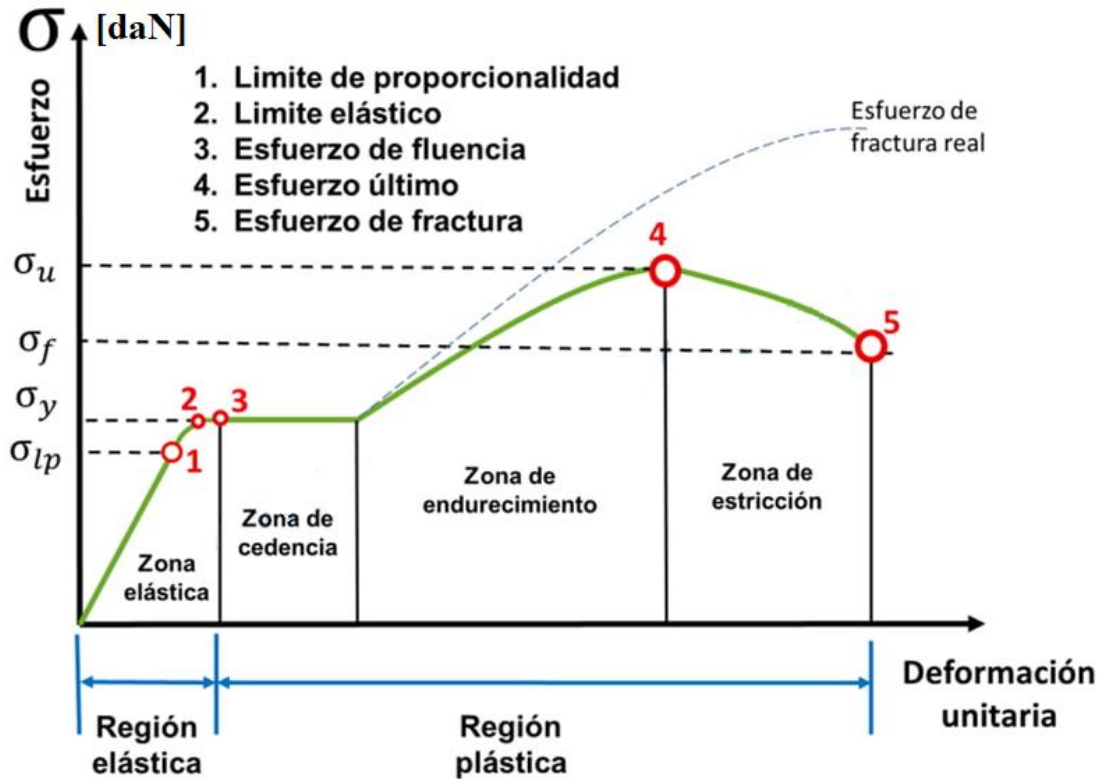 σ [daN]
Esfuerzo
1. Limite de proporcionalidad
2. Limite elástico
3. Esfuerzo de fluencia
4. Esfuerzo último
5. Esfuerzo de fractura
Esfuerzo de
fractura real
σu
σf
σy
σlp
1
2
3
4
5
Zona
elástica
Zona de
cedencia
Zona de
endurecimiento
Zona de
estricción
Deformación
unitaria
Región
elástica
Región
plástica